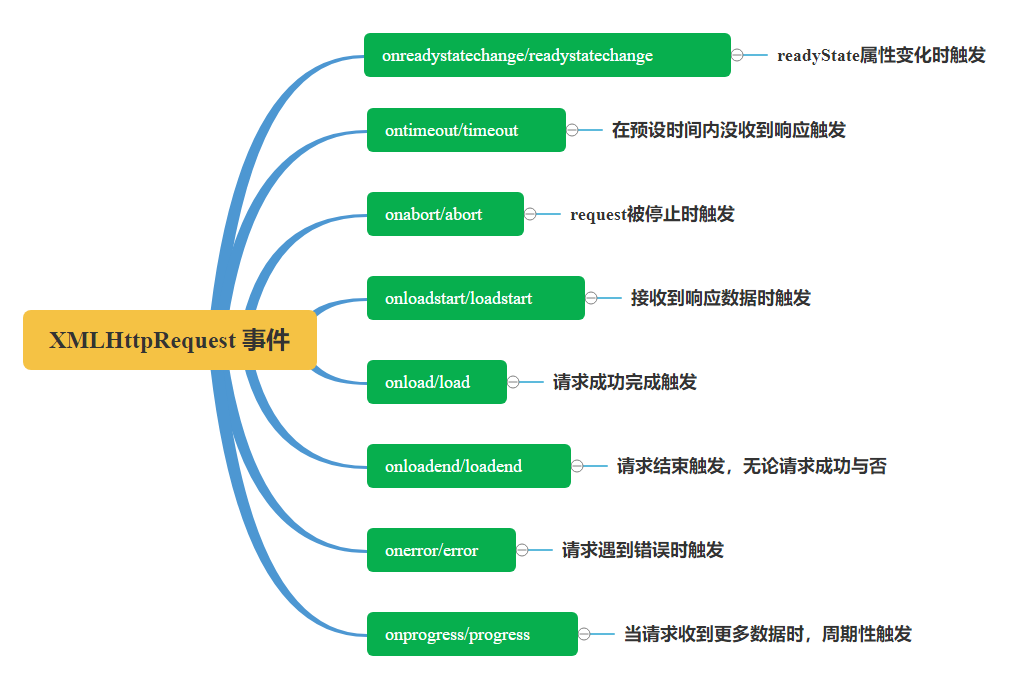 onreadystatechange/readystatechange
readyState属性变化时触发
ontimeout/timeout
在预设时间内没收到响应触发
onabort/abort
request被停止时触发
onloadstart/loadstart
接收到响应数据时触发
XMLHttpRequest 事件
onload/load
请求成功完成触发
onloadend/loadend
请求结束触发，无论请求成功与否
onerror/error
请求遇到错误时触发
onprogress/progress
当请求收到更多数据时，周期性触发